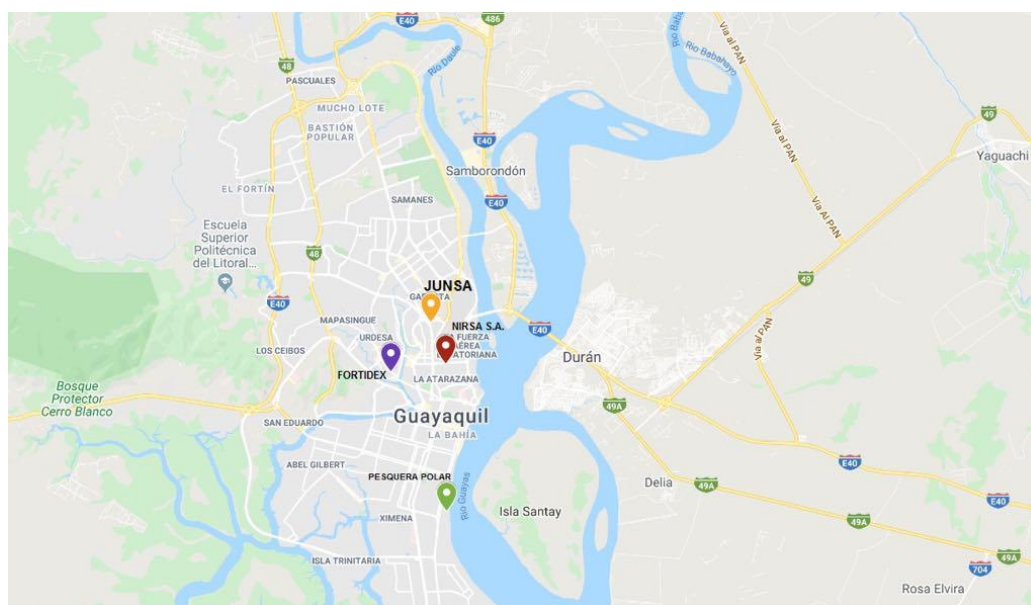 48
E40
486
Río Daule
Río Babahoyo
Vía al PAN
PASCUALES
MUCHO LOTE
BASTIÓN
POPULAR
E40
49
Yaguachi
Samborondón
EL FORTÍN
SAMANES
E40
Vía Al PAN
Escuela
Superior
Politécnica
del Litoral...
48
49
JUNSA
E40
MAPASINGUE
NIRSA S.A.
URDESA
E40
Vía al PAN
LOS CEIBOS
Durán
FORTIDEX
LA ATARAZANA
Bosque
Protector
Cerro Blanco
49A
Guayaquil
SAN EDUARDO
LA BAHÍA
E40
ABEL GILBERT
PESQUERA POLAR
Delia
49A
Río Guayas
E40
Isla Santay
XIMENA
49A
49A
ISLA TRINITARIA
704
Rosa Elvira